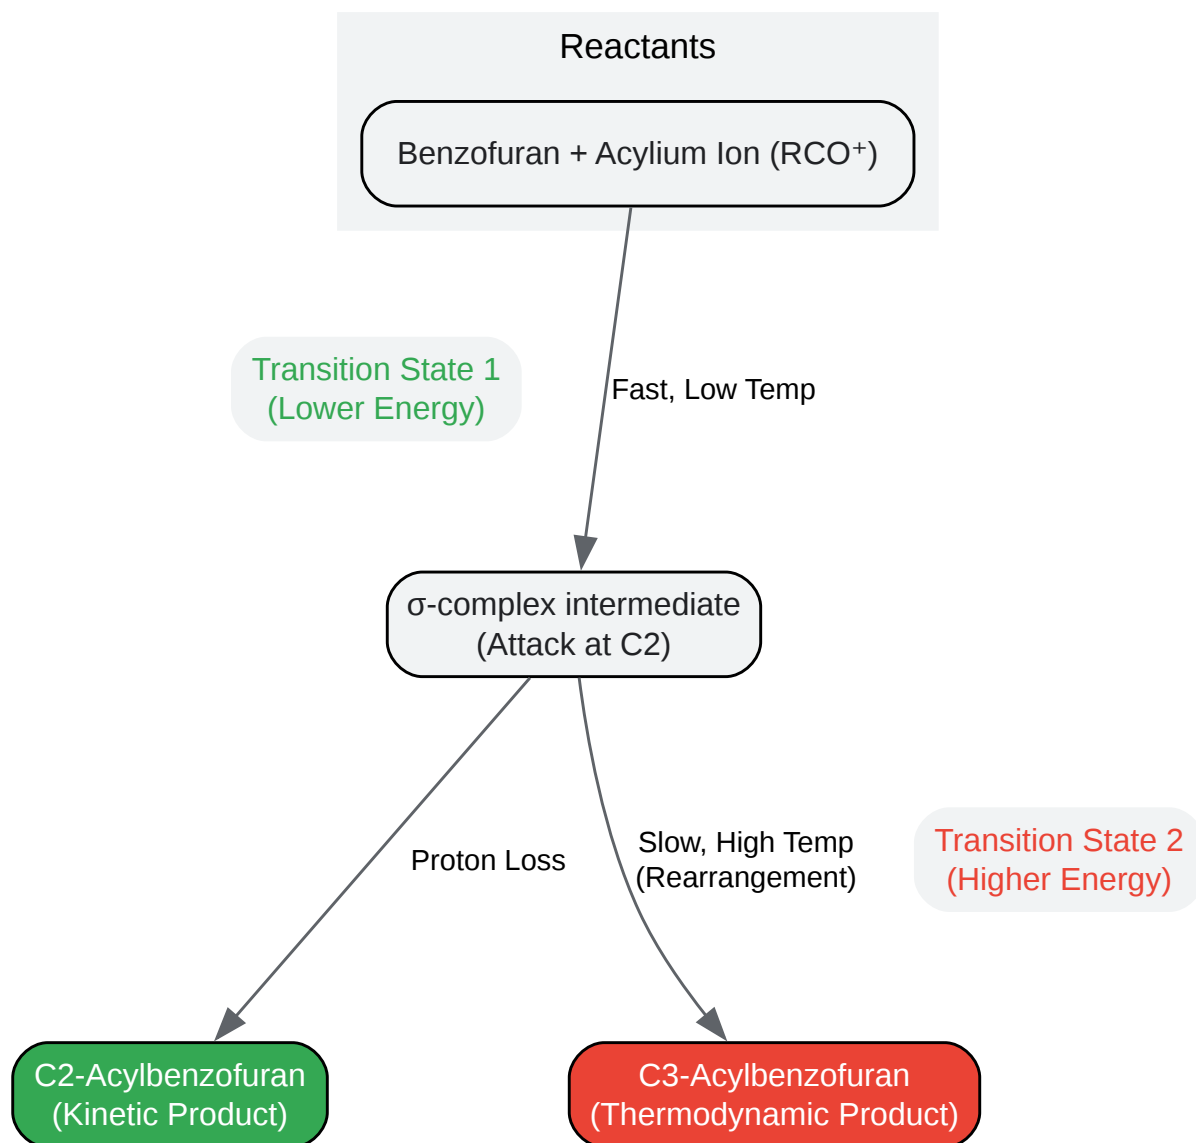 Reactants
Benzofuran + Acylium Ion (RCO⁺)
Transition State 1
(Lower Energy)
Fast, Low Temp
σ-complex intermediate
(Attack at C2)
Proton Loss
Slow, High Temp
(Rearrangement)
Transition State 2
(Higher Energy)
C2-Acylbenzofuran
(Kinetic Product)
C3-Acylbenzofuran
(Thermodynamic Product)